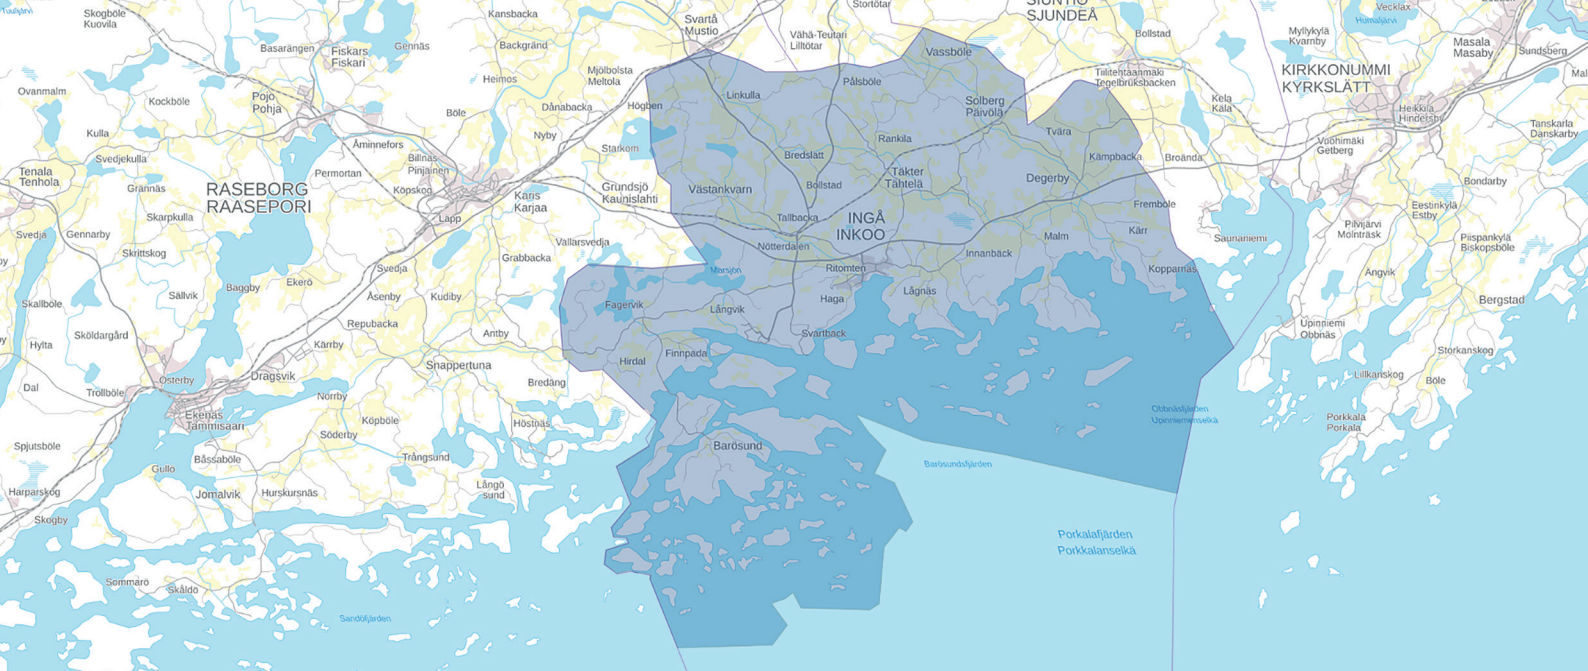 Skogböle
Kuovila
Kansbacka
Svartå
Mustio
Störtötar
SJUNDEÅ
Vecklax
Humaljärvi
Basarängen
Fiskars
Fiskari
Gennäs
Backgränd
Vähä-Teutari
Lilltötar
Vassböle
Bollstad
Myllykylä
Kvarnby
Masala
Masaby
Sundsberg
Ovanmalm
Heimos
Mjölbolsta
Meltola
Pålsböle
Tiilitehtaanmäki
Tegelbruksbacken
KIRKKONUMMI
KYRKSLÄTT
Kockböle
Pojo
Pohja
Böle
Dånabacka
Högben
Linkulla
Solberg
Päivölä
Kela
Käla
Heikkilä
Hindersby
Kulla
Åminnefors
Nyby
Starkom
Rankila
Tvära
Vuohimäki
Getberg
Tanskarla
Danskarby
Svedjekulla
Billnäs
Pinjainen
Bredslätt
Kämpbacka
Broända
Tenala
Tenhola
Permortan
Grännäs
RASEBORG
RAASEPORI
Köpskog
Karis
Karjaa
Grundsjö
Kaunislahti
Västankvarn
Bollstad
Täkter
Tähtelä
Degerby
Bondarby
Skarpkulla
Lapp
Tallbacka
INGÅ
INKOO
Fremböle
Eestinkylä
Estby
Svedja
Gennarby
Skrittskog
Vallarsvedja
Nötterdalen
Malm
Kärr
Saunaniemi
Pilvijärvi
Molnträsk
Piispankylä
Biskopsböle
Grabbacka
Innanbäck
Svedja
Marsjön
Ritomten
Kopparnäs
Ängvik
Ekerö
Baggby
Sällvik
Åsenby
Kudiby
Fagervik
Långvik
Haga
Lågnäs
Bergstad
Skallböle
Repubacka
Antby
Svartbäck
Upinniemi
Obbnäs
Sköldargård
Hylta
Kärrby
Hirdal
Finnpada
Storkanskog
Snappertuna
Dragsvik
Österby
Dal
Trollböle
Bredäng
Lillkanskog
Böle
Norrby
Ekenäs
Tammisaari
Köpböle
Höstnäs
Obbnäsfjärden
Upinniemenselkä
Porkkala
Porkala
Söderby
Spjutsböle
Barösund
Båssaböle
Trångsund
Barösundsfjärden
Gullö
Harparskog
Jomalvik
Hurskursnäs
Långö
sund
Skogby
Porkalafjärden
Porkkalanselkä
Sommarö
Skåldö
Sandöfjärden